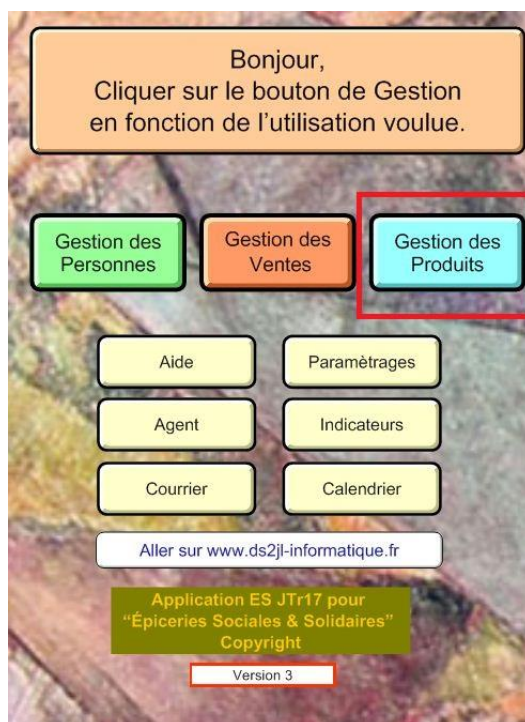 Bonjour,
Cliquer sur le bouton de Gestion
en fonction de l'utilisation voulue.
Gestion des
Personnes
Gestion des
Ventes
Gestion des
Produits
Aide
Paramètrages
Agent
Indicateurs
Courrier
Calendrier
Aller sur www.ds2jl-informatique.fr
Application ES JTr17 pour
“Épiceries Sociales & Solidaires”
Copyright
Version 3